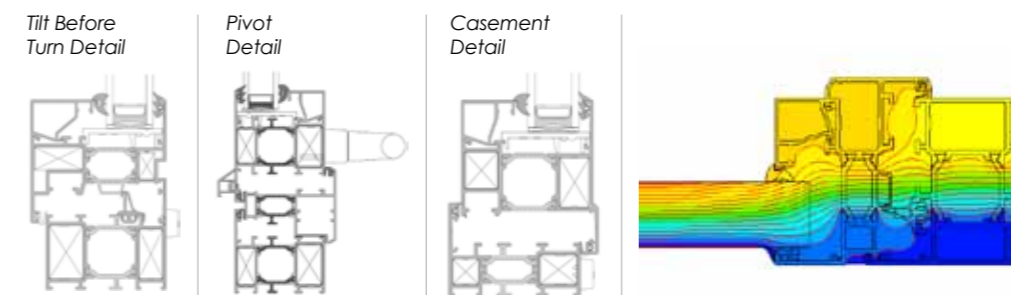 Tilt Before
Turn Detail
Pivot
Detail
Casement
Detail